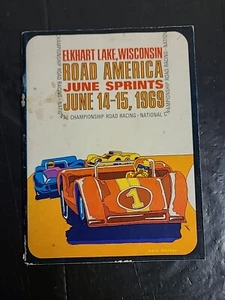 ELKHART LAKE, WISCONSIN
ROAD AMERICA
JUNE SPRINTS
JUNE 14-15, 1969
CHAMPIONSHIP ROAD RACING - NATIONAL
1